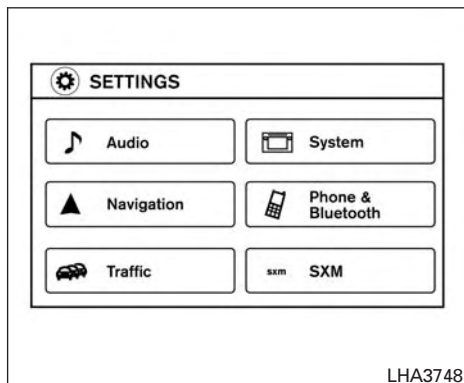 SETTINGS
Audio
System
Navigation
Phone &
Bluetooth
Traffic
sxm SXM
LHA3748